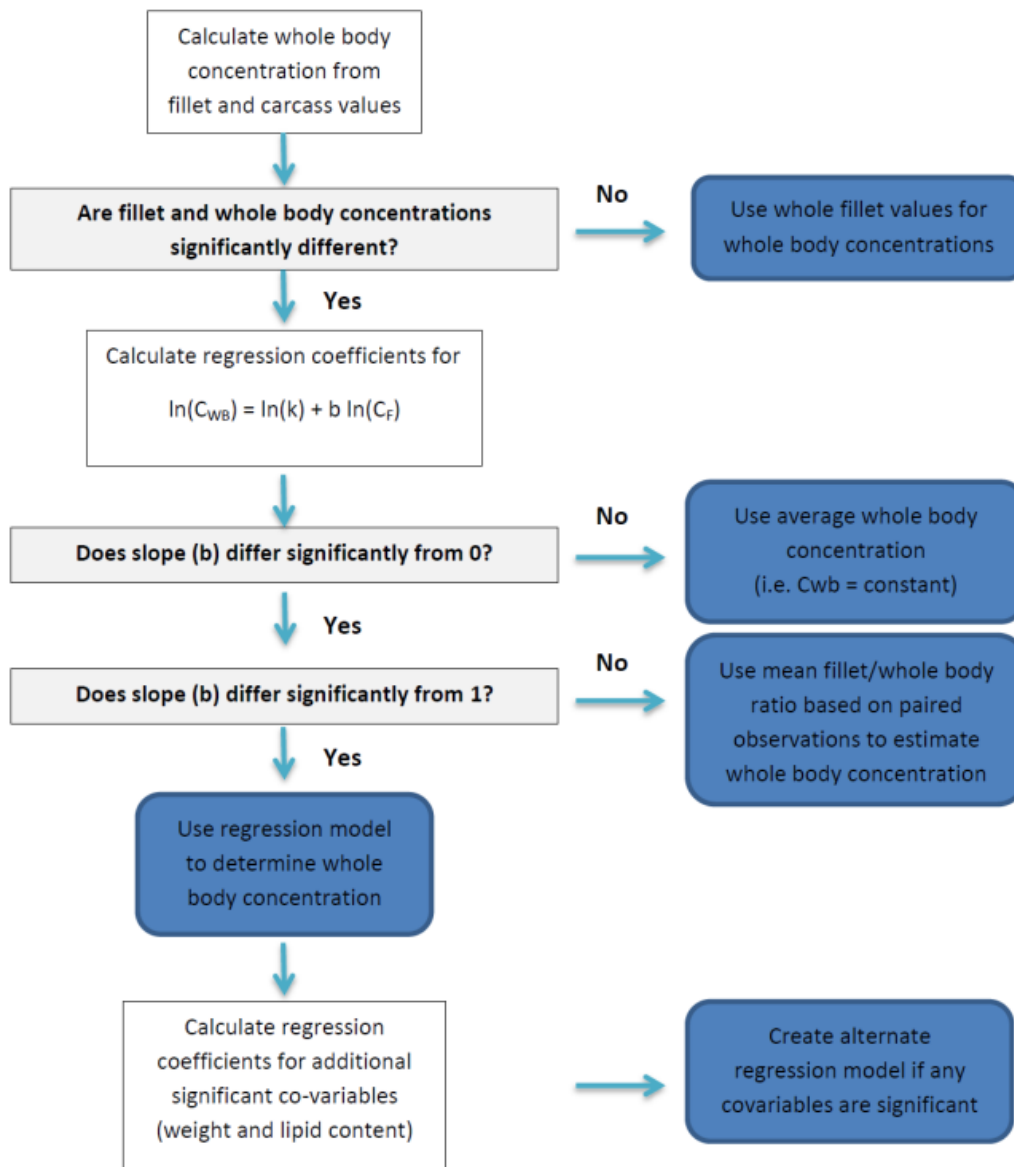 Calculate whole body
concentration from
fillet and carcass values
Are fillet and whole body concentrations
significantly different?
No
Use whole fillet values for
whole body concentrations
Yes
Calculate regression coefficients for
ln(C_WB) = ln(k) + b ln(C_F)
Does slope (b) differ significantly from 0?
No
Use average whole body
concentration
(i.e. Cwb = constant)
Yes
Does slope (b) differ significantly from 1?
No
Use mean fillet/whole body
ratio based on paired
observations to estimate
whole body concentration
Yes
Use regression model
to determine whole
body concentration
Calculate regression
coefficients for additional
significant co-variables
(weight and lipid content)
Create alternate
regression model if any
covariables are significant